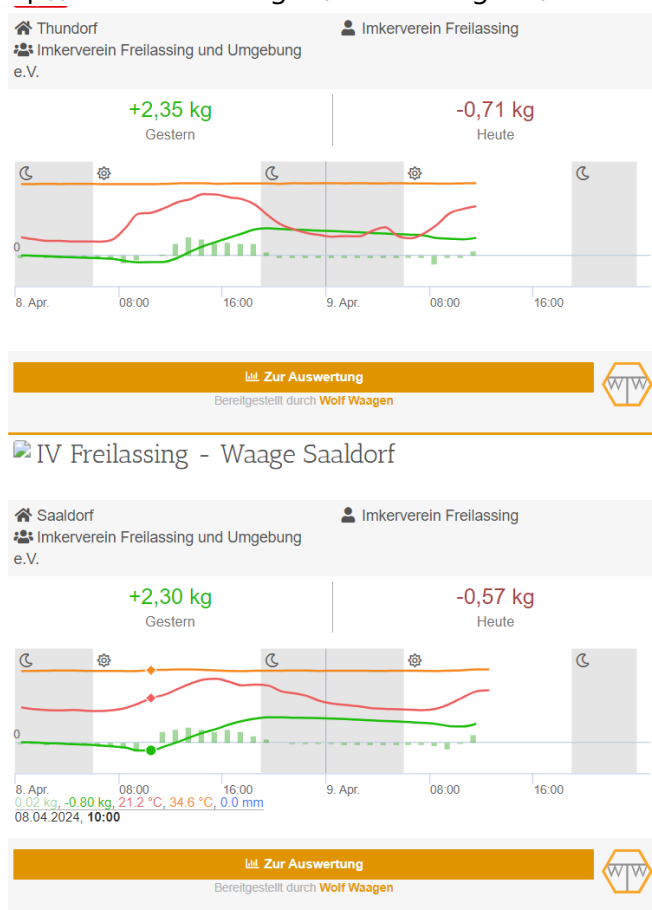 Thundorf
Imkerverein Freilassing
Imkerverein Freilassing und Umgebung
e.V.
+2,35 kg
Gestern
-0,71 kg
Heute
0
8. Apr.
08:00
16:00
9. Apr.
08:00
16:00
Zur Auswertung
Bereitgestellt durch Wolf Waagen
W W
IV Freilassing - Waage Saaldorf
Saaldorf
Imkerverein Freilassing
Imkerverein Freilassing und Umgebung
e.V.
+2,30 kg
Gestern
-0,57 kg
Heute
0
8. Apr.
08:00
16:00
9. Apr.
08:00
16:00
0.02 kg, -0.80 kg, 21.2 °C, 34.6 °C, 0.0 mm
08.04.2024, 10:00
Zur Auswertung
Bereitgestellt durch Wolf Waagen
W W